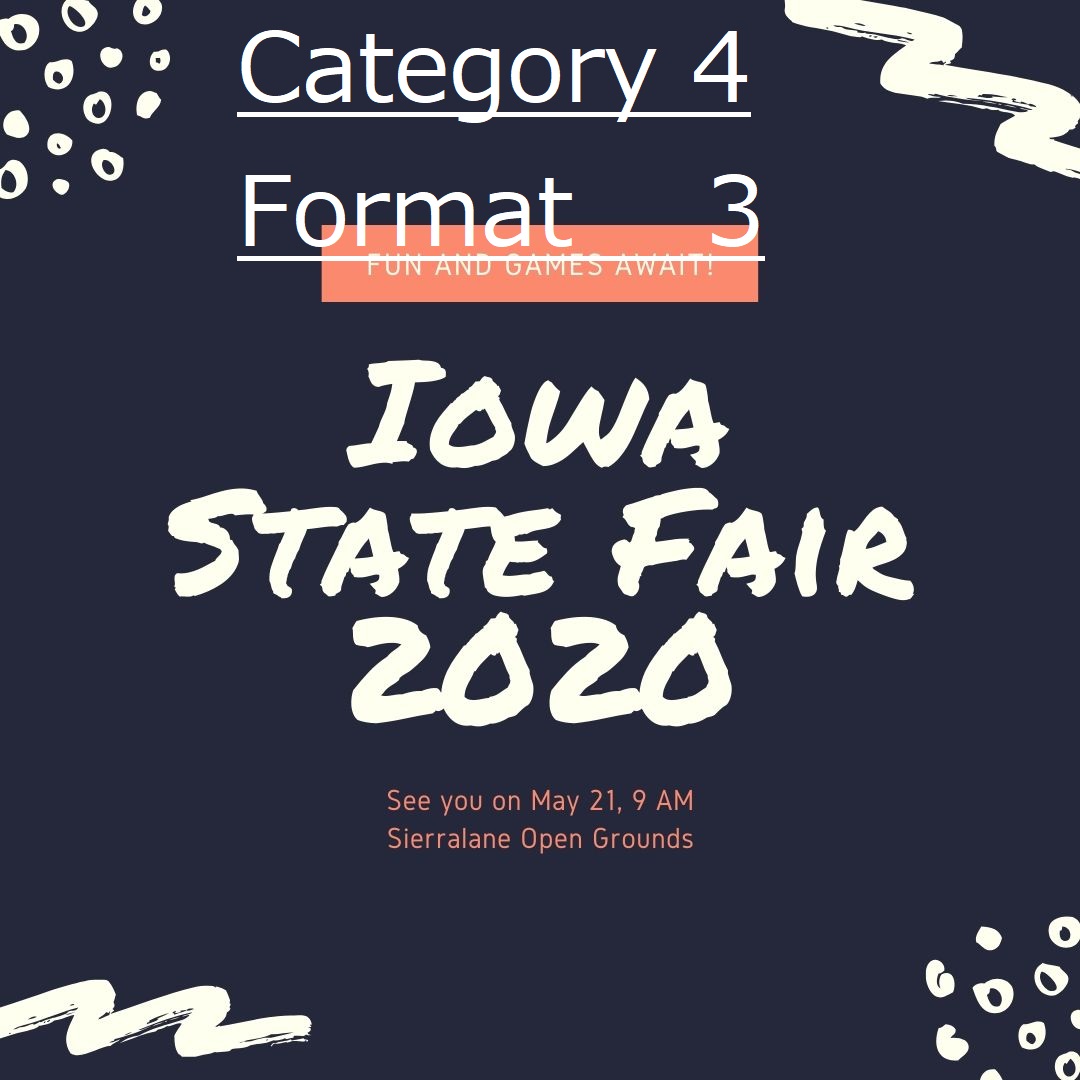 Category 4
Format 3
FUN AND GAMES AWAIT!
IOWA
STATE FAIR
2020
See you on May 21, 9 AM
Sierralane Open Grounds